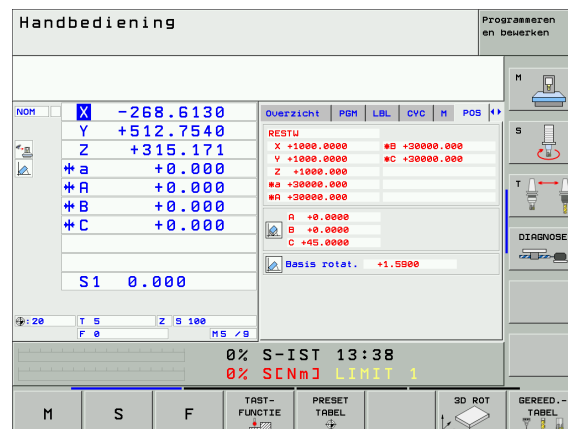 Handbediening
Programmeren
en bewerken
NOM
X -268.6130
Y +512.7540
Z +315.171
a +0.000
A +0.000
B +0.000
C +0.000
S1 0.000
:20 T 5 Z S 100
F 0 M5 /9
Overzicht PGM LBL CYC M POS
RESTW
X +1000.0000 *B +30000.000
Y +1000.0000 *C +30000.000
Z +1000.000
*a +30000.000
*A +30000.000
A +0.0000
B +0.0000
C +45.0000
Basis rotat. +1.5900
0% S-IST 13:38
0% S[Nm] LIMIT 1
M
S
T
DIAGNOSE
M
S
F
TAST-
FUNCTIE
PRESET
TABEL
3D ROT
GEREED.-
TABEL